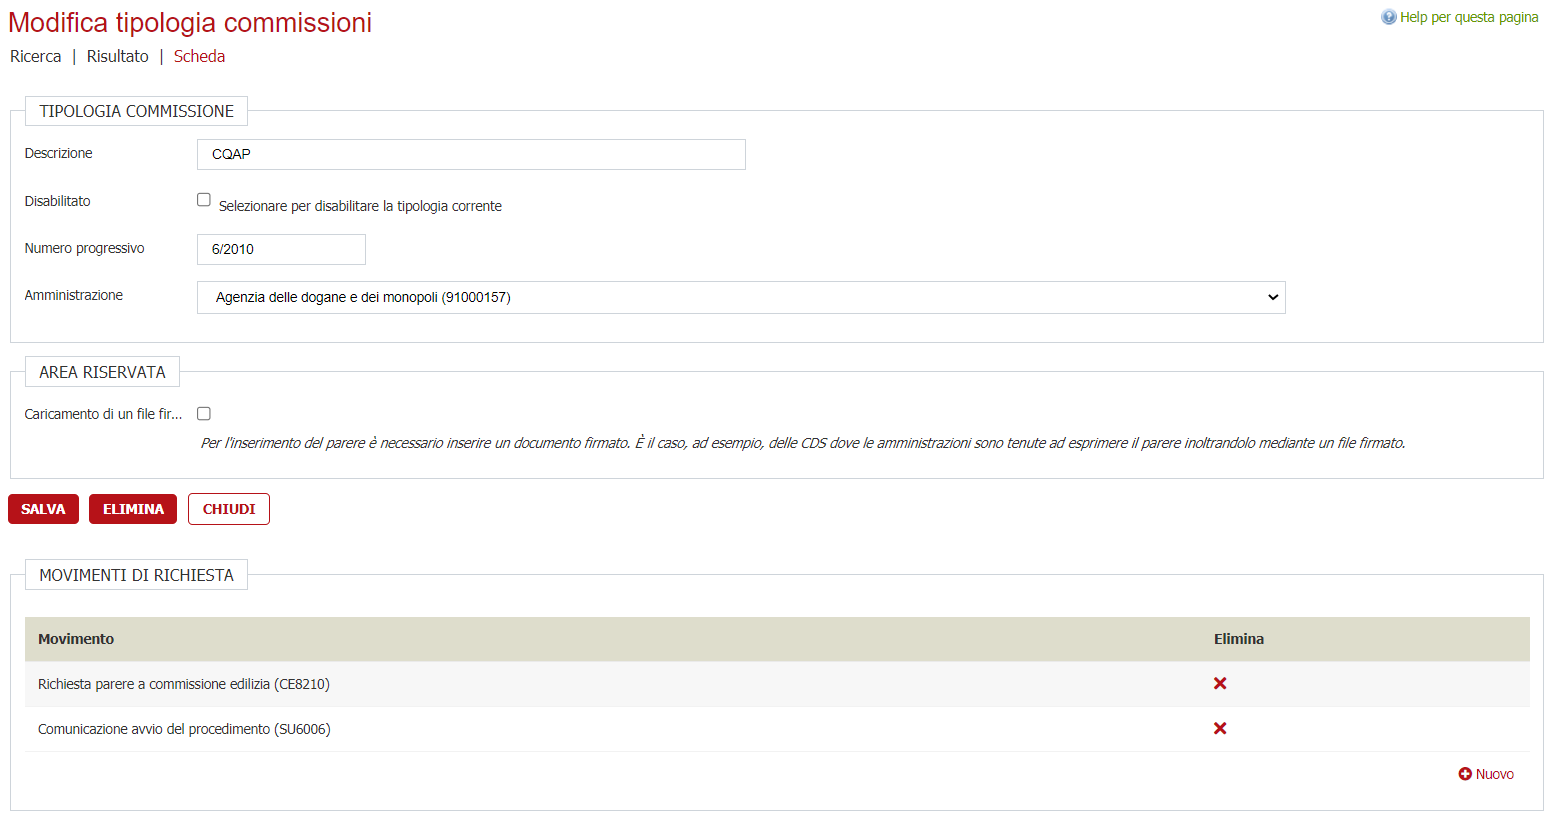 Modifica tipologia commissioni
Help per questa pagina
Ricerca | Risultato | Scheda
TIPOLOGIA COMMISSIONE
Descrizione CQAP
Disabilitato Selezionare per disabilitare la tipologia corrente
Numero progressivo 6/2010
Amministrazione Agenzia delle dogane e dei monopoli (91000157)
AREA RISERVATA
Caricamento di un file fir...
Per l'inserimento del parere è necessario inserire un documento firmato. È il caso, ad esempio, delle CDS dove le amministrazioni sono tenute ad esprimere il parere inoltrandolo mediante un file firmato.
SALVA ELIMINA CHIUDI
MOVIMENTI DI RICHIESTA
Movimento Elimina
Richiesta parere a commissione edilizia (CE8210)
Comunicazione avvio del procedimento (SU6006)
Nuovo